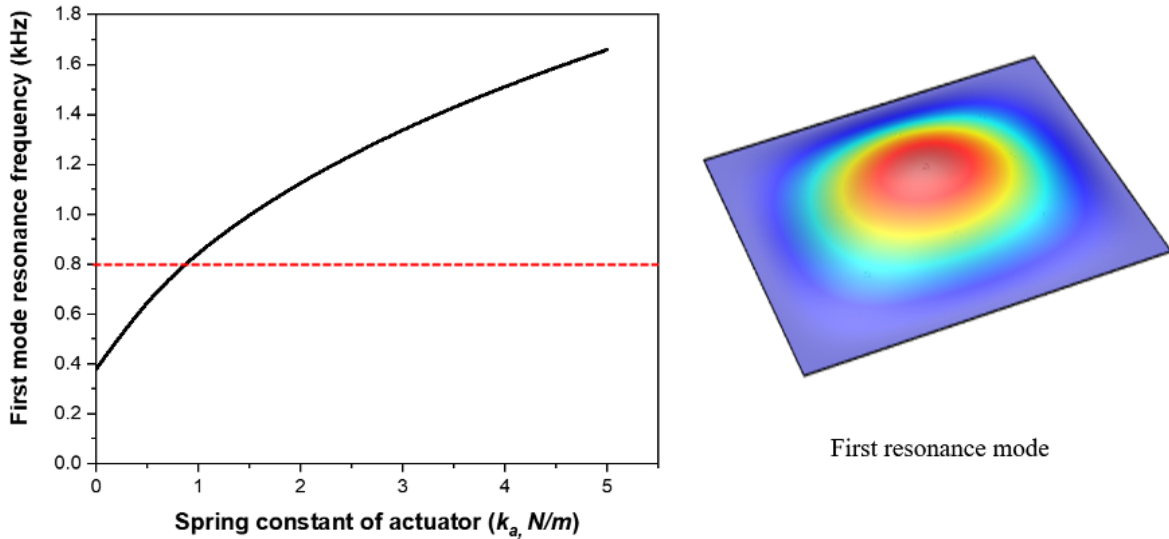 First mode resonance frequency (kHz)
1.8
1.6
1.4
1.2
1.0
0.8
0.6
0.4
0.2
0.0
0 1 2 3 4 5
Spring constant of actuator (ka, N/m)
First resonance mode